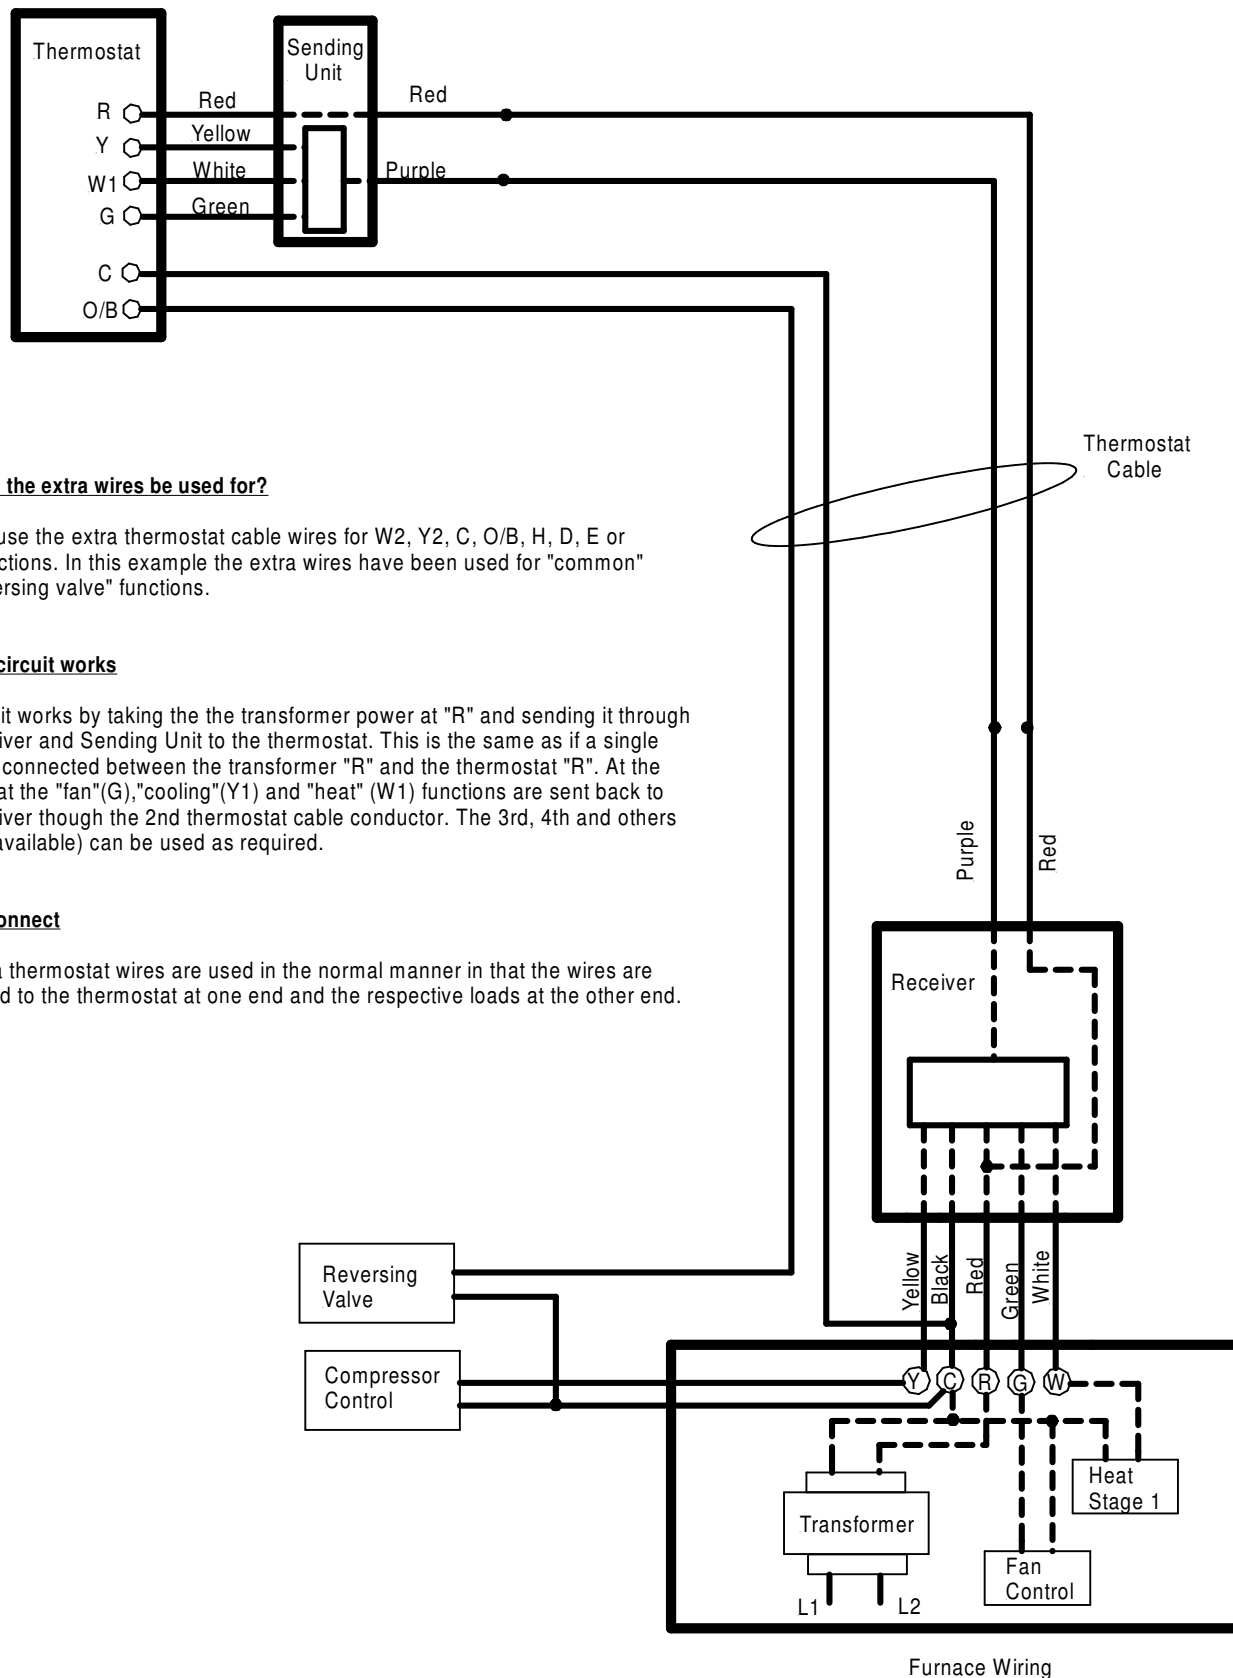 Thermostat
Sending
Unit
R
Red
Red
Y
Yellow
W1
White
Purple
G
Green
C
O/B
Thermostat
Cable
the extra wires be used for?
use the extra thermostat cable wires for W2, Y2, C, O/B, H, D, E or
ctions. In this example the extra wires have been used for "common"
ersing valve" functions.
circuit works
it works by taking the the transformer power at "R" and sending it through
iver and Sending Unit to the thermostat. This is the same as if a single
connected between the transformer "R" and the thermostat "R". At the
at the "fan"(G),"cooling"(Y1) and "heat" (W1) functions are sent back to
iver though the 2nd thermostat cable conductor. The 3rd, 4th and others
available) can be used as required.
onnect
a thermostat wires are used in the normal manner in that the wires are
d to the thermostat at one end and the respective loads at the other end.
Purple
Red
Receiver
Yellow
Black
Red
Green
White
Reversing
Valve
Compressor
Control
Y
C
R
G
W
Heat
Stage 1
Transformer
Fan
Control
L1
L2
Furnace Wiring